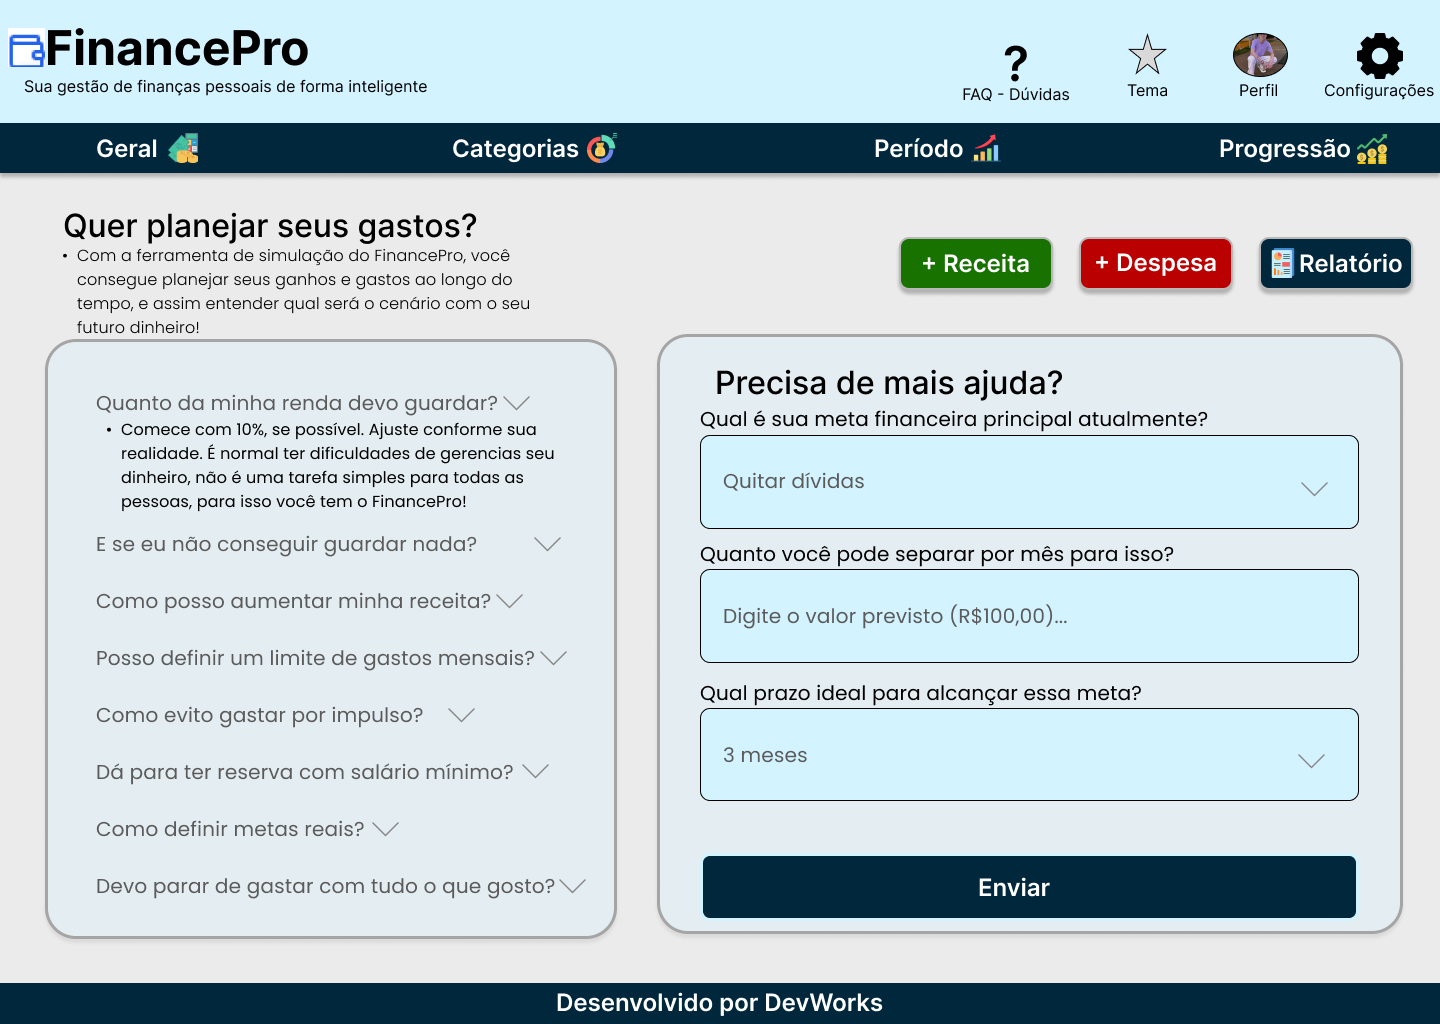 FinancePro
Sua gestão de finanças pessoais de forma inteligente
?
FAQ - Dúvidas
Tema
Perfil
Configurações
Geral
Categorias
Período
Progressão
Quer planejar seus gastos?
• Com a ferramenta de simulação do FinancePro, você
consegue planejar seus ganhos e gastos ao longo do
tempo, e assim entender qual será o cenário com o seu
futuro dinheiro!
+ Receita
+ Despesa
Relatório
Quanto da minha renda devo guardar?
• Comece com 10%, se possível. Ajuste conforme sua
realidade. É normal ter dificuldades de gerencias seu
dinheiro, não é uma tarefa simples para todas as
pessoas, para isso você tem o FinancePro!
E se eu não conseguir guardar nada?
Como posso aumentar minha receita?
Posso definir um limite de gastos mensais?
Como evito gastar por impulso?
Dá para ter reserva com salário mínimo?
Como definir metas reais?
Devo parar de gastar com tudo o que gosto?
Precisa de mais ajuda?
Qual é sua meta financeira principal atualmente?
Quitar dívidas
Quanto você pode separar por mês para isso?
Digite o valor previsto (R$100,00)...
Qual prazo ideal para alcançar essa meta?
3 meses
Enviar
Desenvolvido por DevWorks